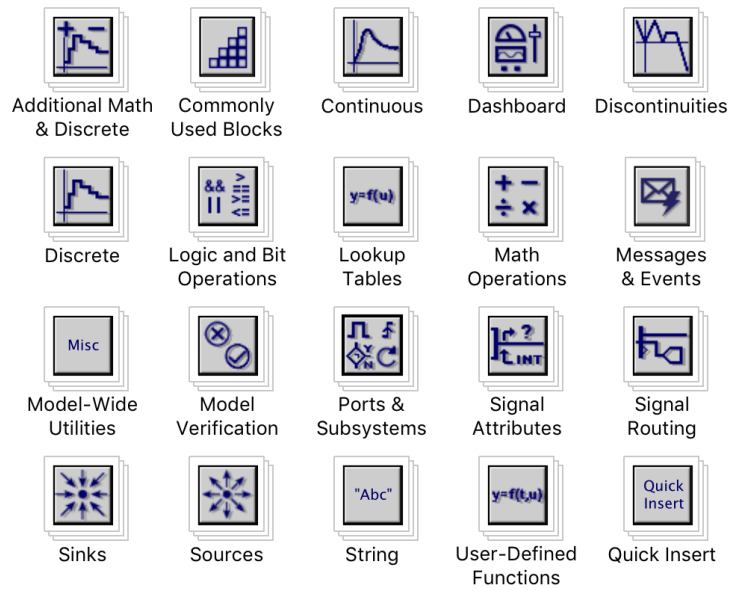 Additional Math
& Discrete
Commonly
Used Blocks
Continuous
Dashboard
Discontinuities
Discrete
&& >
== 
|| >=
<=
Logic and Bit
Operations
y=f(u)
Lookup
Tables
+ −
÷ ×
Math
Operations
Messages
& Events
Misc
Model-Wide
Utilities
Model
Verification
Y
N
Ports &
Subsystems
?
INT
Signal
Attributes
Signal
Routing
Sinks
Sources
"Abc"
String
y=f(t,u)
User-Defined
Functions
Quick
Insert
Quick Insert